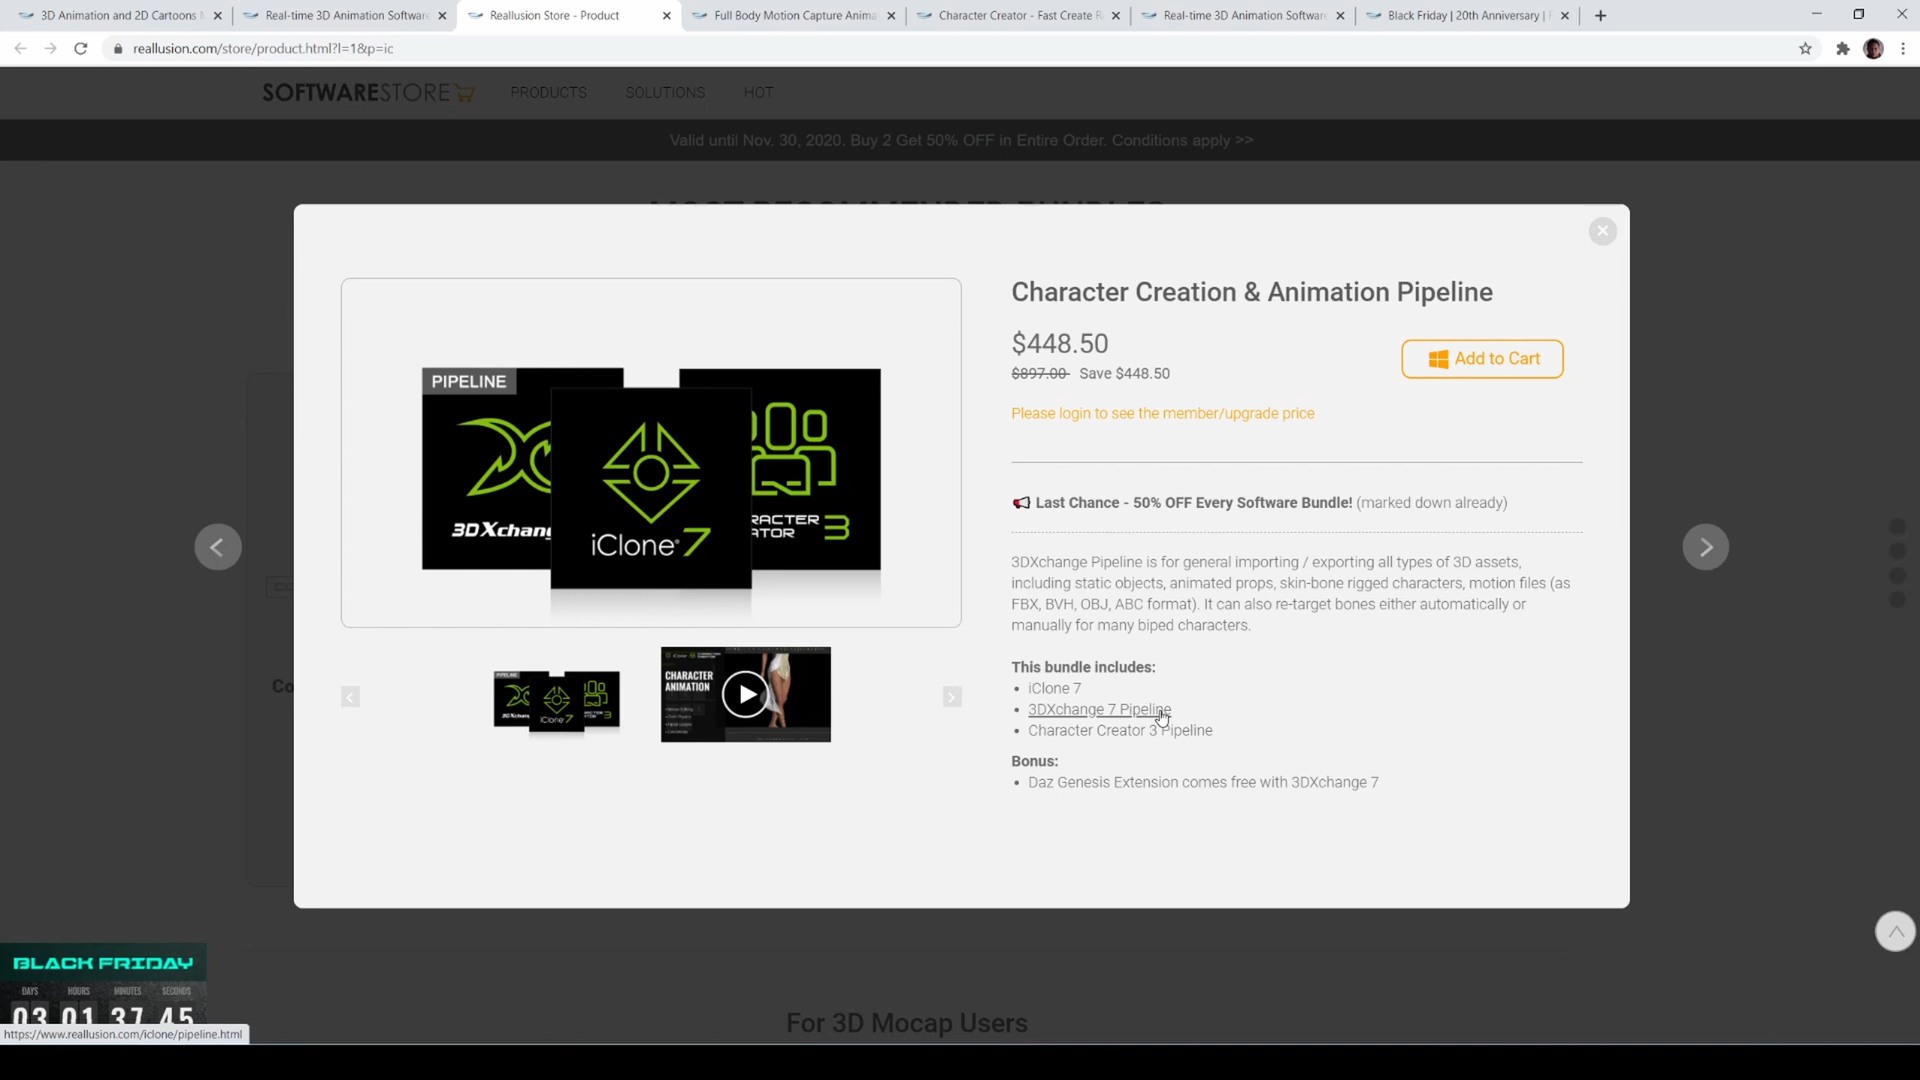 3D Animation and 2D Cartoons
Real-time 3D Animation Software
Reallusion Store - Product
Full Body Motion Capture Anima
Character Creator - Fast Create R
Real-time 3D Animation Software
Black Friday | 20th Anniversary |
reallusion.com/store/product.html?l=1&p=ic
SOFTWARESTORE
PRODUCTS
SOLUTIONS
HOT
Valid until Nov. 30, 2020. Buy 2 Get 50% OFF in Entire Order. Conditions apply >>
MOST RECOMMENDED BUNDLES
Character Creation & Animation Pipeline
$448.50
Add to Cart
$897.00 Save $448.50
Please login to see the member/upgrade price
PIPELINE
3DXchang
iClone 7
RACTER
ATOR 3
Last Chance - 50% OFF Every Software Bundle! (marked down already)
3DXchange Pipeline is for general importing / exporting all types of 3D assets,
including static objects, animated props, skin-bone rigged characters, motion files (as
FBX, BVH, OBJ, ABC format). It can also re-target bones either automatically or
manually for many biped characters.
This bundle includes:
• iClone 7
• 3DXchange 7 Pipeline
• Character Creator 3 Pipeline
Bonus:
• Daz Genesis Extension comes free with 3DXchange 7
PIPELINE
iClone 7
CHARACTER
ANIMATION
Co
BLACK FRIDAY
DAYS HOURS MINUTES SECONDS
03 01 37 45
https://www.reallusion.com/iclone/pipeline.html
For 3D Mocap Users